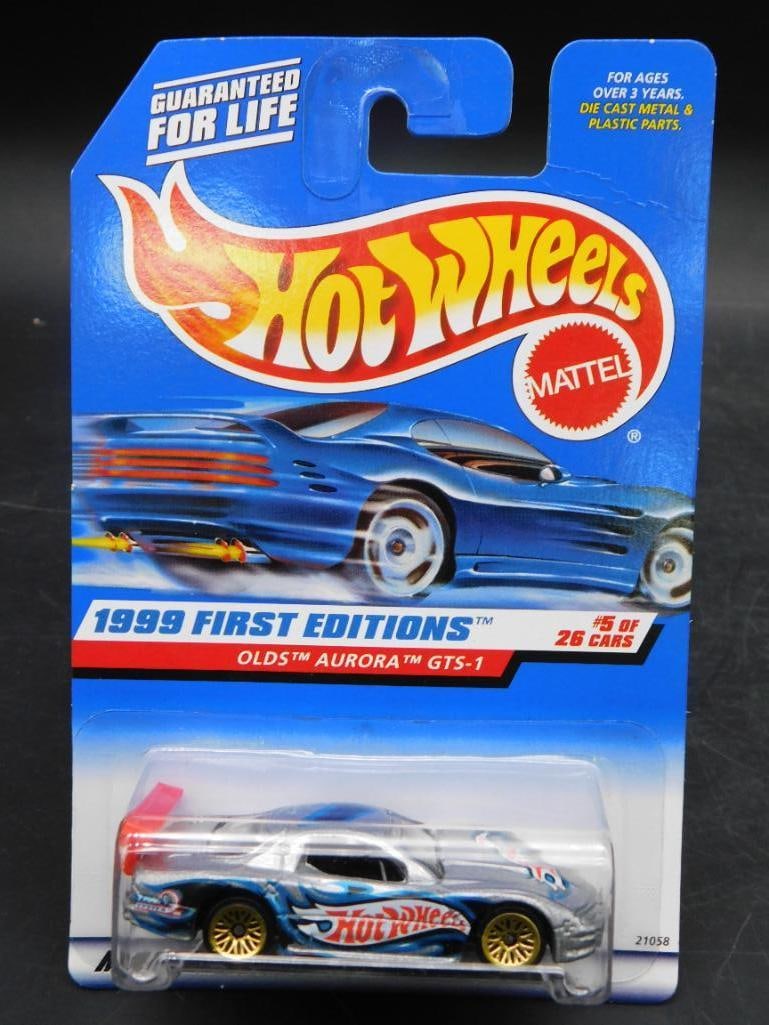 GUARANTEED
FOR LIFE
FOR AGES
OVER 3 YEARS.
DIE CAST METAL &
PLASTIC PARTS.
HOT WHEELS
MATTEL
®
1999 FIRST EDITIONS™
#5 OF
26 CARS
OLDS™ AURORA™ GTS-1
HOT WHEELS
21058